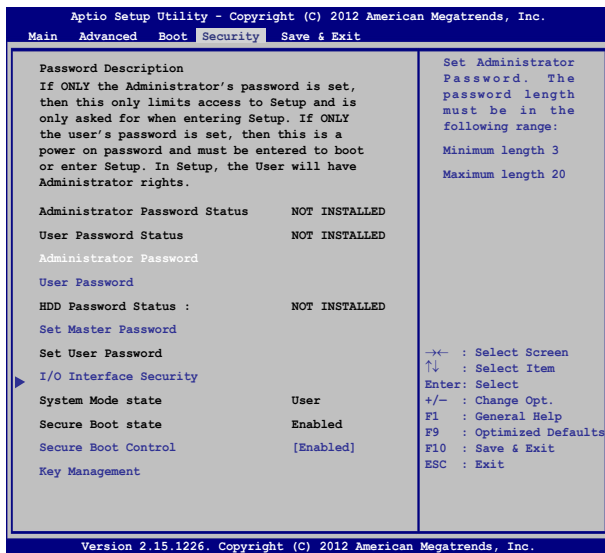 Aptio Setup Utility - Copyright (C) 2012 American Megatrends, Inc.
Main Advanced Boot Security Save & Exit
Password Description
If ONLY the Administrator's password is set,
then this only limits access to Setup and is
only asked for when entering Setup. If ONLY
the user's password is set, then this is a
power on password and must be entered to boot
or enter Setup. In Setup, the User will have
Administrator rights.
Administrator Password Status NOT INSTALLED
User Password Status NOT INSTALLED
Administrator Password
User Password
HDD Password Status : NOT INSTALLED
Set Master Password
Set User Password
I/O Interface Security
System Mode state User
Secure Boot state Enabled
Secure Boot Control [Enabled]
Key Management
Set Administrator
Password. The
password length
must be in the
following range:
Minimum length 3
Maximum length 20
→← : Select Screen
↑↓ : Select Item
Enter: Select
+/— : Change Opt.
F1 : General Help
F9 : Optimized Defaults
F10 : Save & Exit
ESC : Exit
Version 2.15.1226. Copyright (C) 2012 American Megatrends, Inc.